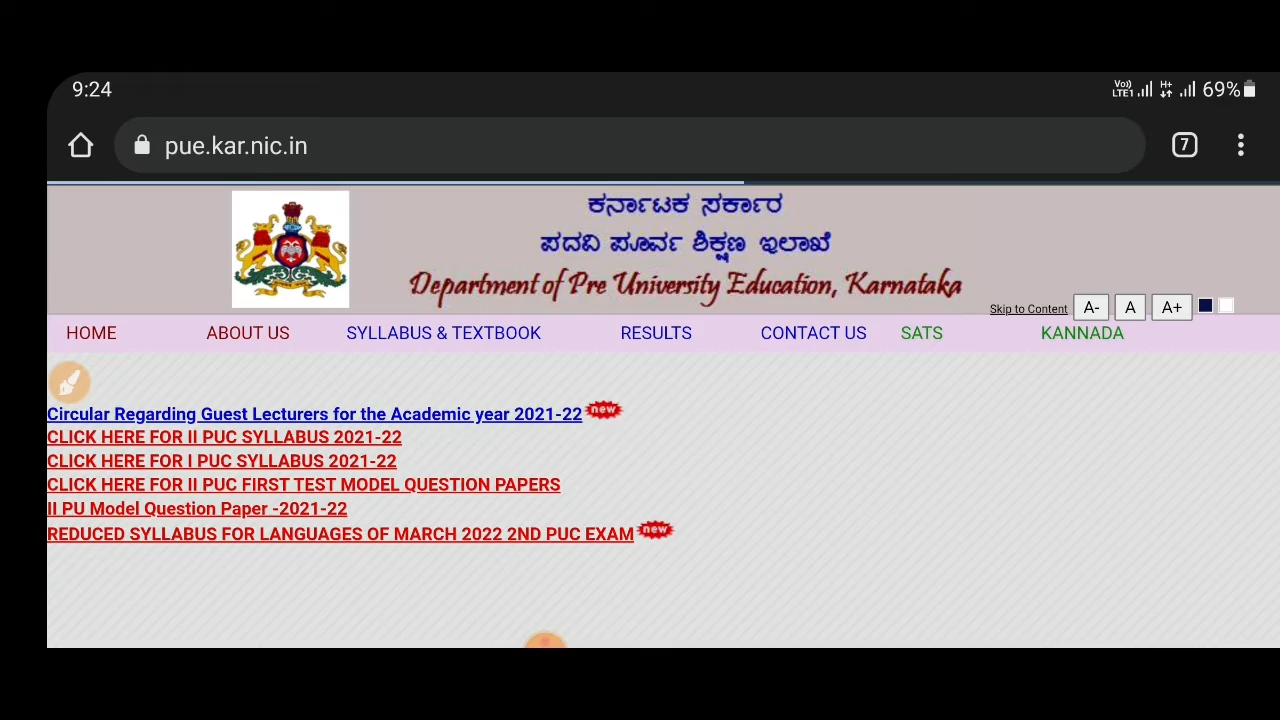 9:24
Vo)) LTE1 H+ 69%
pue.kar.nic.in
7
ಕರ್ನಾಟಕ ಸರ್ಕಾರ
ಪದವಿ ಪೂರ್ವ ಶಿಕ್ಷಣ ಇಲಾಖೆ
Department of Pre University Education, Karnataka
Skip to Content A- A A+
HOME ABOUT US SYLLABUS & TEXTBOOK RESULTS CONTACT US SATS KANNADA
Circular Regarding Guest Lecturers for the Academic year 2021-22 new
CLICK HERE FOR II PUC SYLLABUS 2021-22
CLICK HERE FOR I PUC SYLLABUS 2021-22
CLICK HERE FOR II PUC FIRST TEST MODEL QUESTION PAPERS
II PU Model Question Paper -2021-22
REDUCED SYLLABUS FOR LANGUAGES OF MARCH 2022 2ND PUC EXAM new